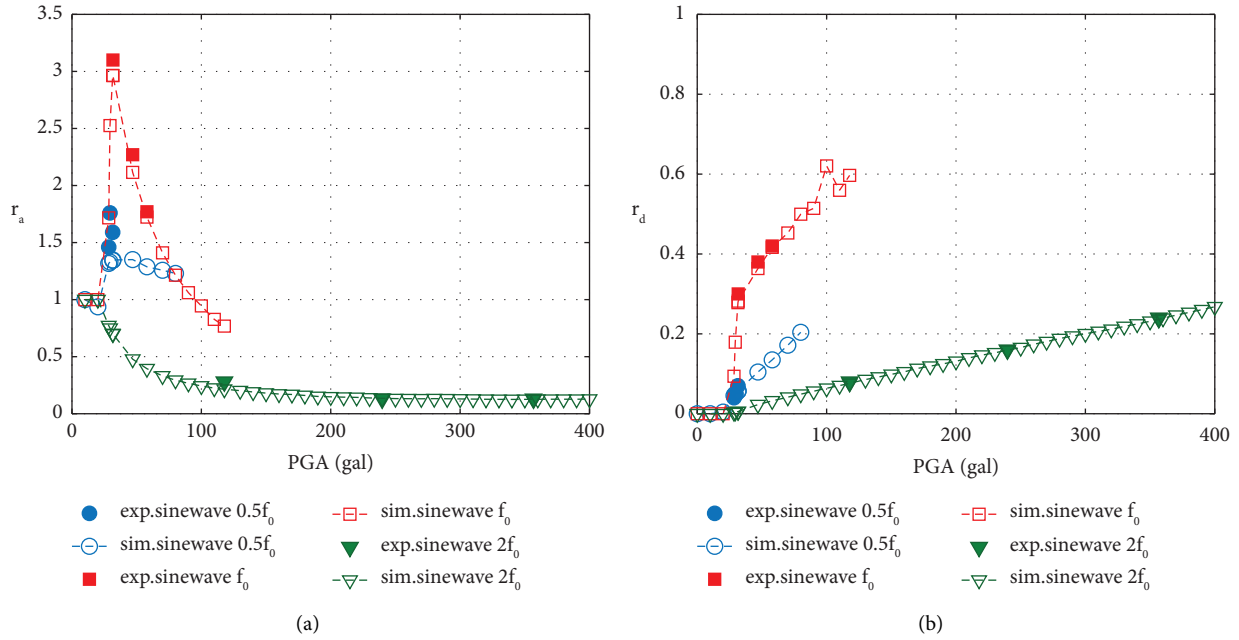 3.5
3
2.5
2
1.5
1
0.5
0
r_a
0
100
200
300
400
PGA (gal)
exp.sinewave 0.5f_0
sim.sinewave 0.5f_0
exp.sinewave f_0
sim.sinewave f_0
exp.sinewave 2f_0
sim.sinewave 2f_0
(a)
1
0.8
0.6
0.4
0.2
0
r_d
0
100
200
300
400
PGA (gal)
exp.sinewave 0.5f_0
sim.sinewave 0.5f_0
exp.sinewave f_0
sim.sinewave f_0
exp.sinewave 2f_0
sim.sinewave 2f_0
(b)